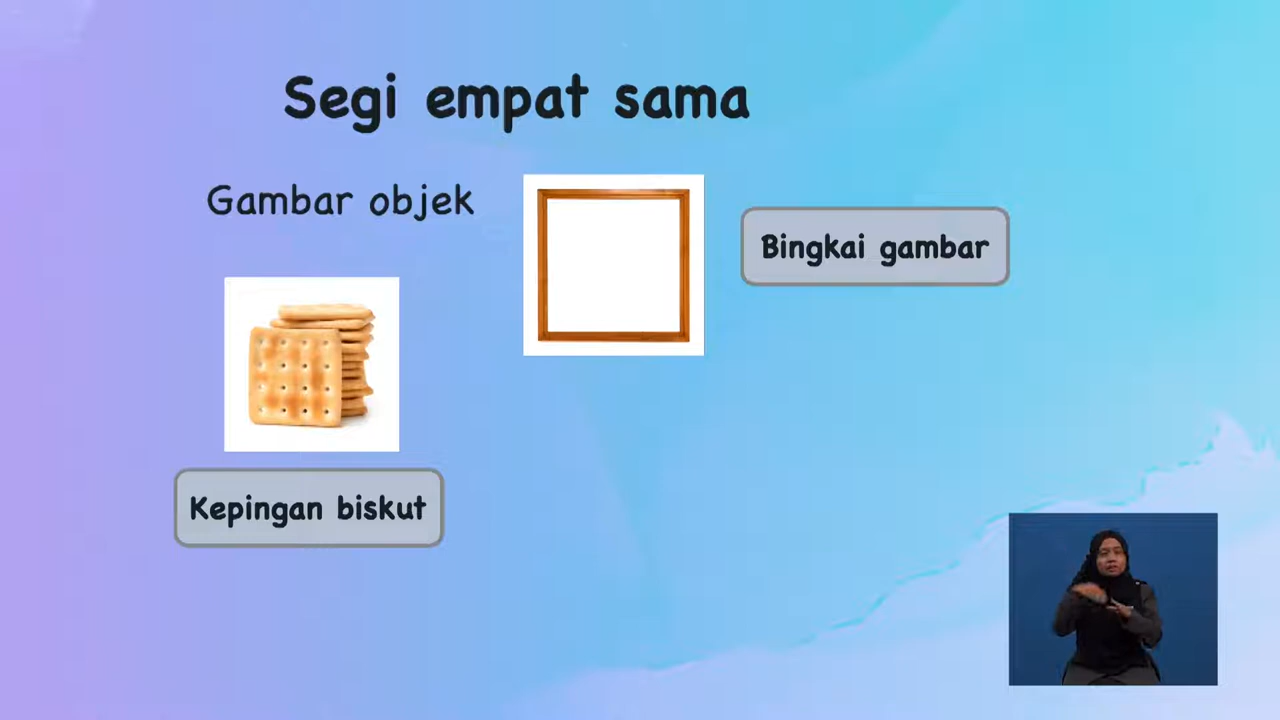 Segi empat sama
Gambar objek
Bingkai gambar
Kepingan biskut